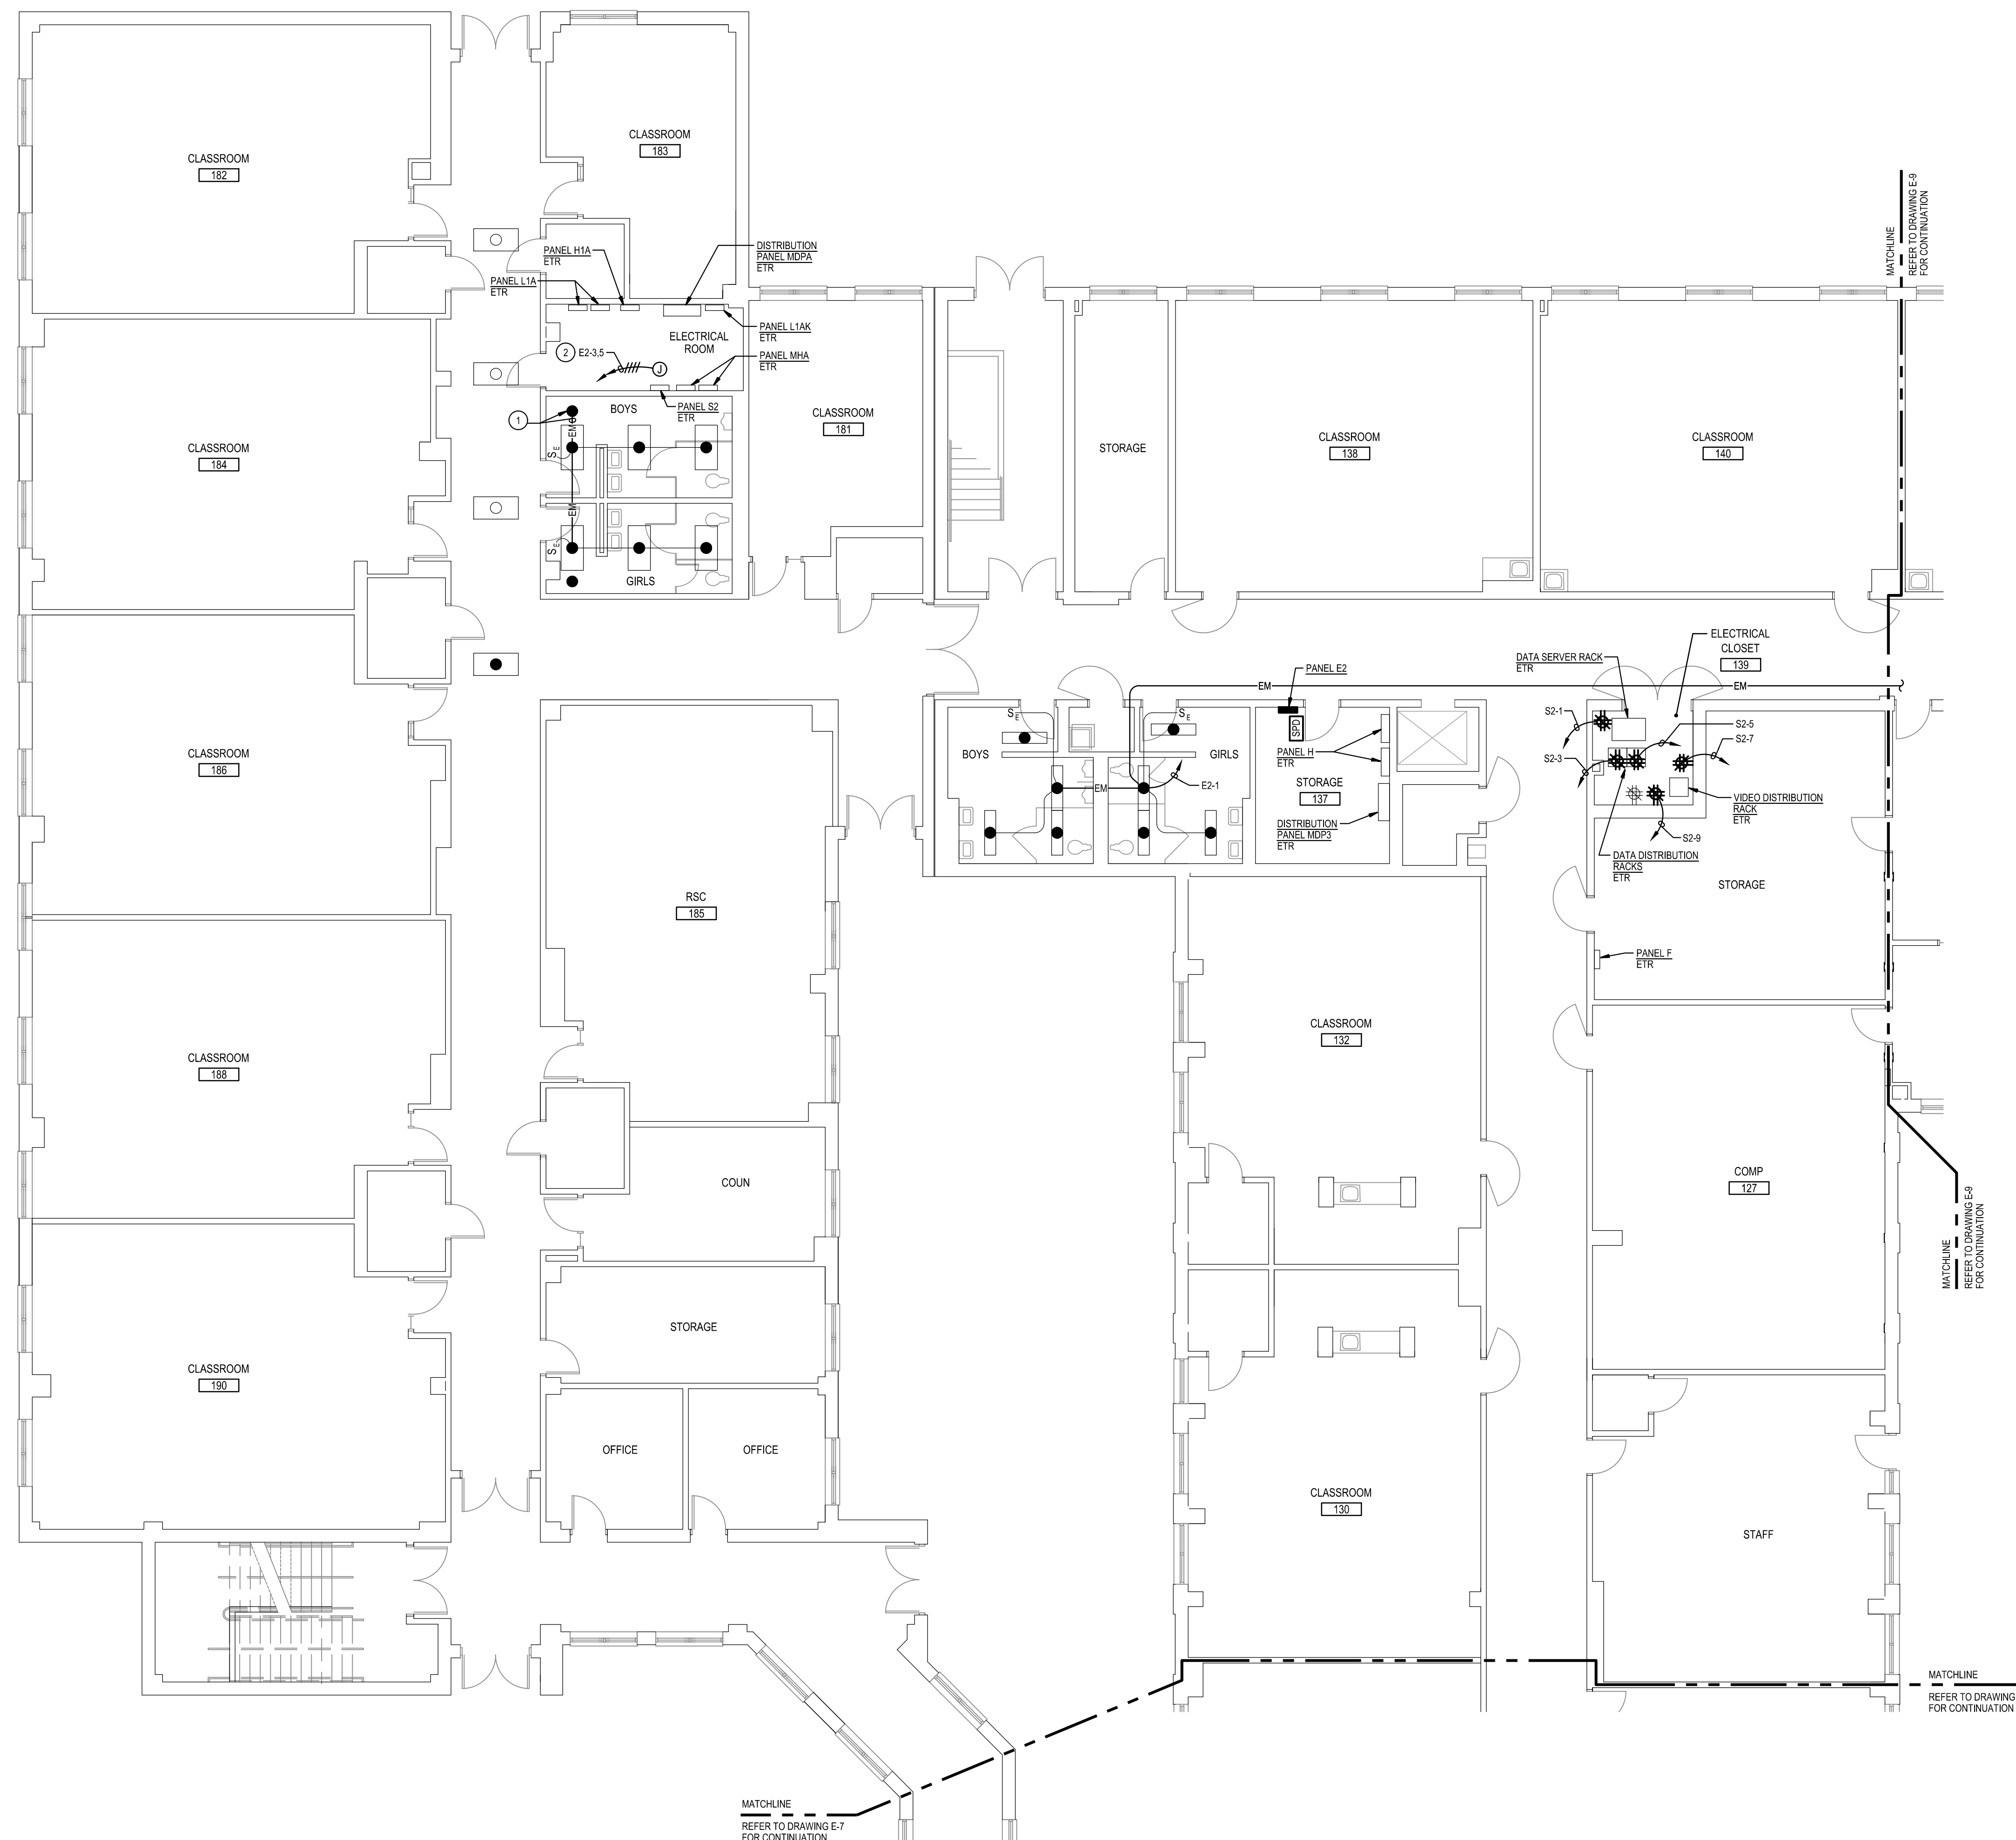 CLASSROOM
182
CLASSROOM
183
PANEL H1A
ETR
PANEL L1A
ETR
DISTRIBUTION
PANEL MDPA
ETR
PANEL L1AK
ETR
ELECTRICAL
ROOM
PANEL MHA
ETR
2
E2-3,5
J
PANEL S2
ETR
1
BOYS
EM
S E
EM
S E
GIRLS
CLASSROOM
181
CLASSROOM
184
STORAGE
CLASSROOM
138
CLASSROOM
140
MATCHLINE
REFER TO DRAWING E-9
FOR CONTINUATION
CLASSROOM
186
PANEL E2
EM
EM
DATA SERVER RACK
ETR
ELECTRICAL
CLOSET
139
S E
S E
BOYS
GIRLS
EM
E2-1
SPD
PANEL H
ETR
STORAGE
137
DISTRIBUTION
PANEL MDP3
ETR
S2-1
S2-3
S2-5
S2-7
S2-9
VIDEO DISTRIBUTION
RACK
ETR
DATA DISTRIBUTION
RACKS
ETR
STORAGE
PANEL F
ETR
RSC
185
CLASSROOM
188
CLASSROOM
132
COUN
COMP
127
MATCHLINE
REFER TO DRAWING E-9
FOR CONTINUATION
STORAGE
CLASSROOM
190
OFFICE
OFFICE
CLASSROOM
130
STAFF
MATCHLINE
REFER TO DRAWING
FOR CONTINUATION
MATCHLINE
REFER TO DRAWING E-7
FOR CONTINUATION